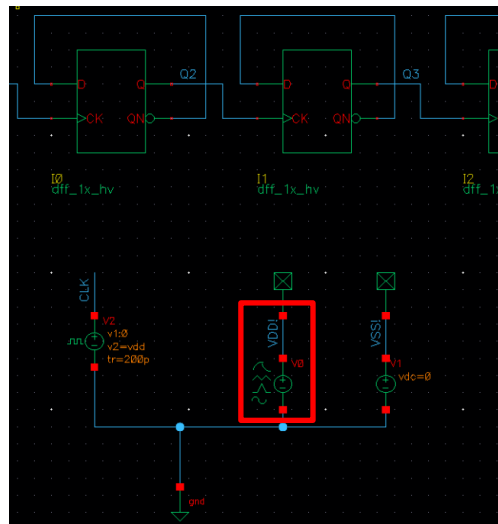 D Q Q2 D Q Q3 D
CK QN CK QN
I0 I1 I2
dff_1x_hv dff_1x_hv dff_1x
CLK
V2
v1:0
v2=vdd
tr=200p
VDD!
V0
VSS!
V1
vdc=0
gnd